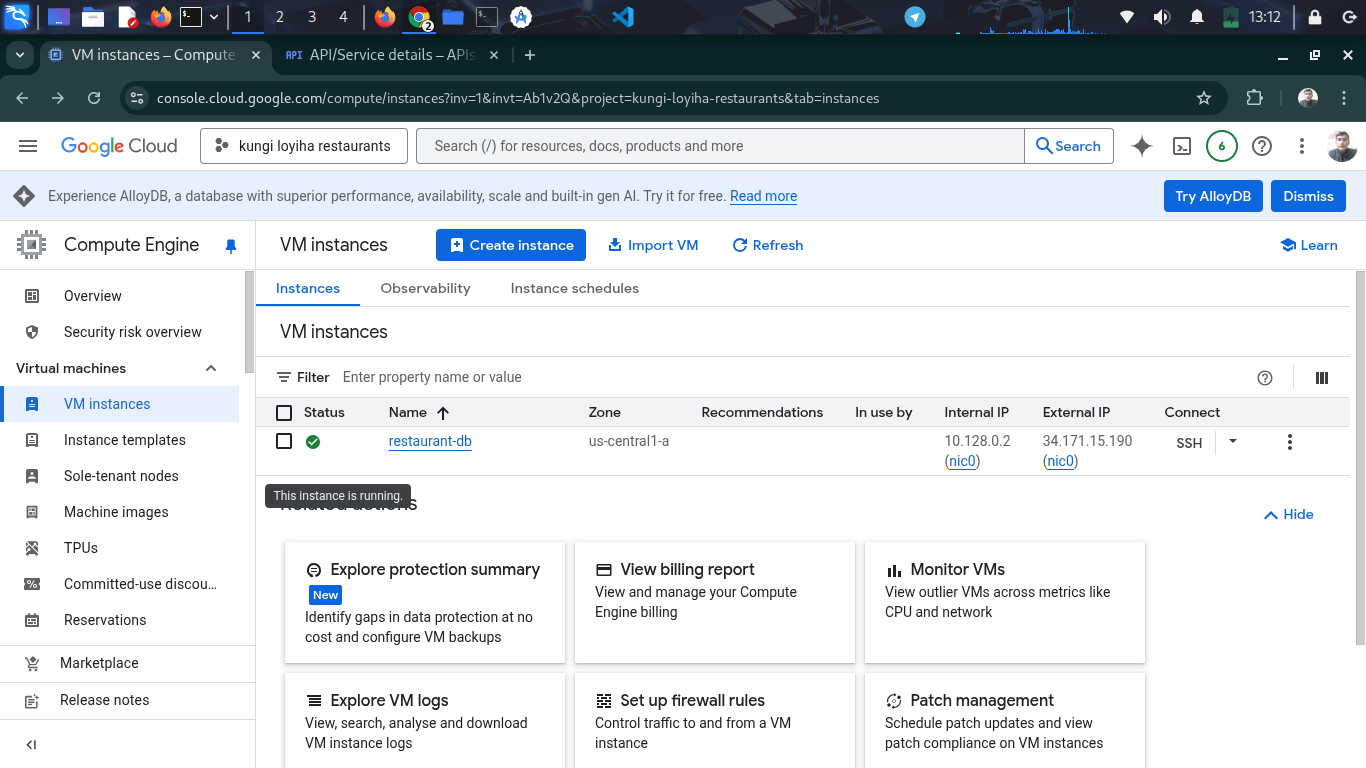 1 2 3 4 2 13:12
VM instances – Compute API API/Service details – APIs
console.cloud.google.com/compute/instances?inv=1&invt=Ab1v2Q&project=kungi-loyiha-restaurants&tab=instances
Google Cloud kungi loyiha restaurants Search (/) for resources, docs, products and more Search 6
Experience AlloyDB, a database with superior performance, availability, scale and built-in gen AI. Try it for free. Read more Try AlloyDB Dismiss
Compute Engine
VM instances Create instance Import VM Refresh Learn
Overview
Security risk overview
Virtual machines
VM instances
Instance templates
Sole-tenant nodes
Machine images
TPUs
Committed-use discou…
Reservations
Marketplace
Release notes
Instances Observability Instance schedules
VM instances
Filter Enter property name or value
Status Name Zone Recommendations In use by Internal IP External IP Connect
restaurant-db us-central1-a 10.128.0.2 34.171.15.190 SSH
(nic0) (nic0)
This instance is running.
Related actions
Hide
Explore protection summary
New
Identify gaps in data protection at no
cost and configure VM backups
View billing report
View and manage your Compute
Engine billing
Monitor VMs
View outlier VMs across metrics like
CPU and network
Explore VM logs
View, search, analyse and download
VM instance logs
Set up firewall rules
Control traffic to and from a VM
instance
Patch management
Schedule patch updates and view
patch compliance on VM instances